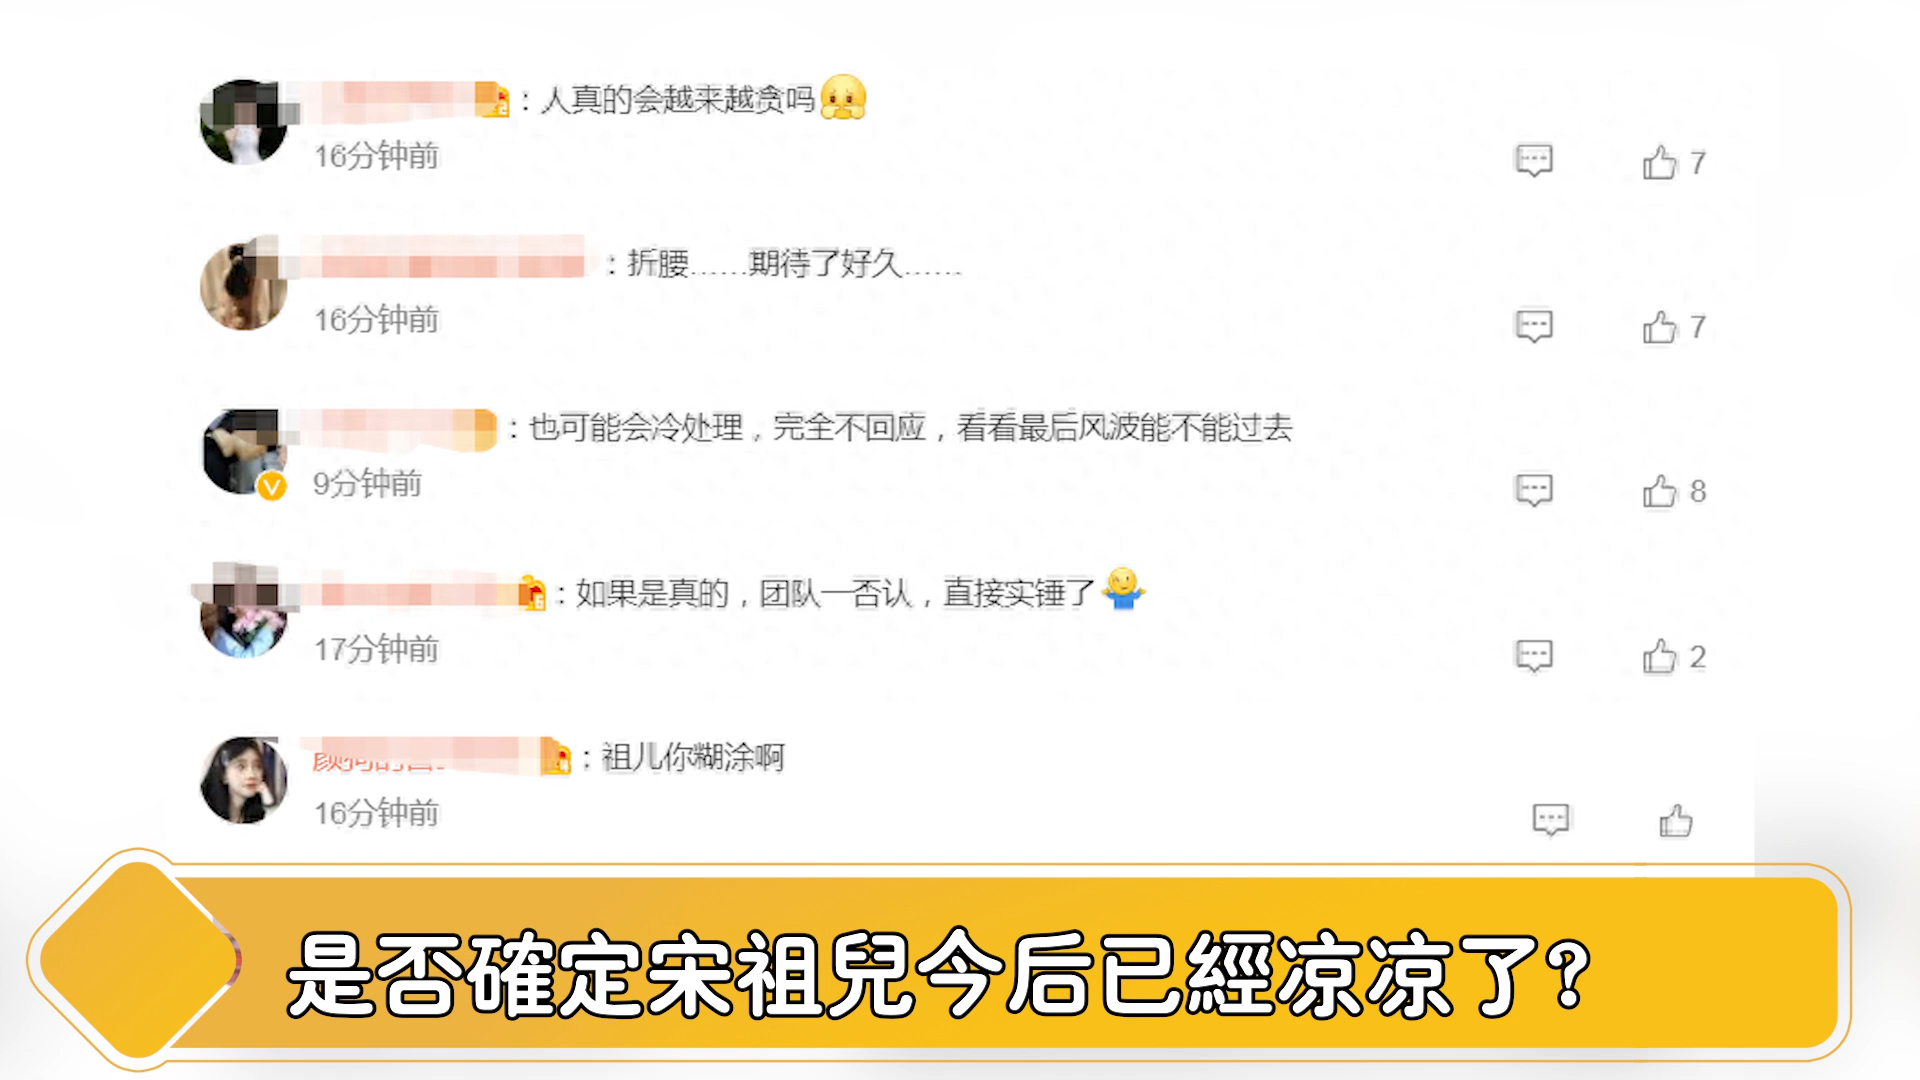 ：人真的会越来越贪吗
16分钟前
7
：折腰……期待了好久……
16分钟前
7
：也可能会冷处理，完全不回应，看看最后风波能不能过去
9分钟前
8
：如果是真的，团队一否认，直接实锤了
17分钟前
2
：祖儿你糊涂啊
16分钟前
是否確定宋祖兒今后已經凉凉了?